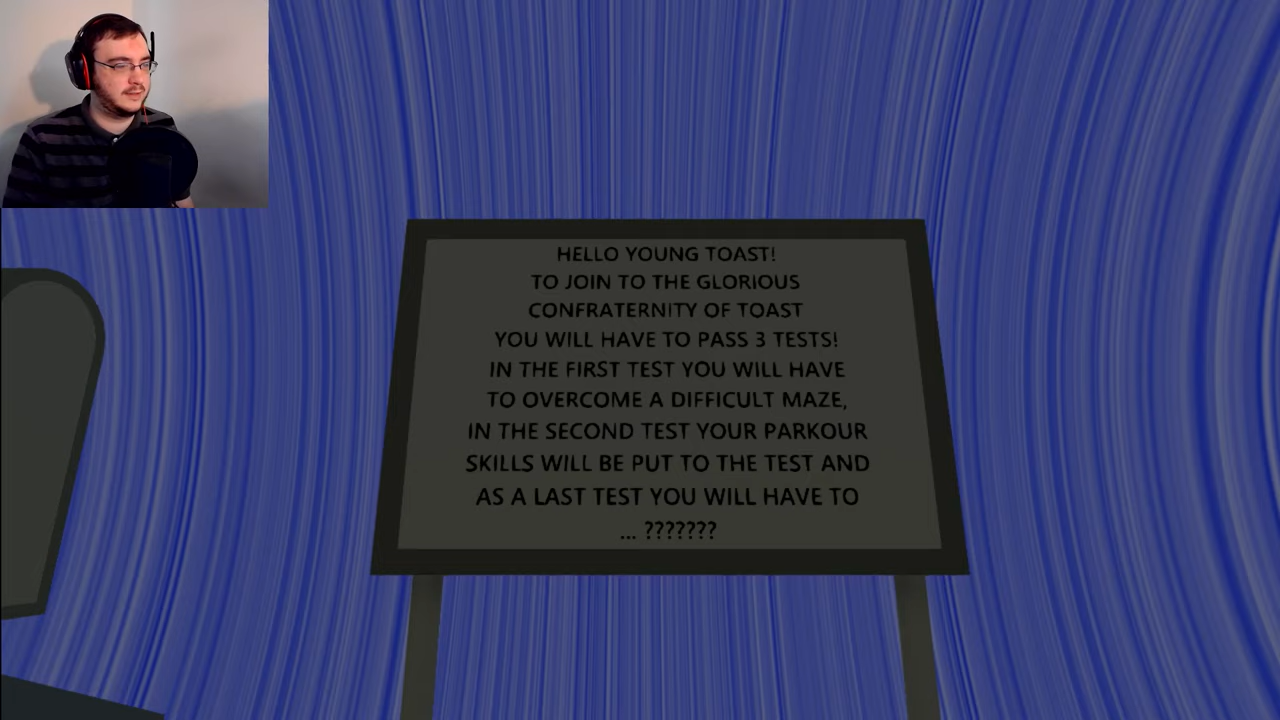 HELLO YOUNG TOAST!
TO JOIN TO THE GLORIOUS
CONFRATERNITY OF TOAST
YOU WILL HAVE TO PASS 3 TESTS!
IN THE FIRST TEST YOU WILL HAVE
TO OVERCOME A DIFFICULT MAZE,
IN THE SECOND TEST YOUR PARKOUR
SKILLS WILL BE PUT TO THE TEST AND
AS A LAST TEST YOU WILL HAVE TO
... ???????